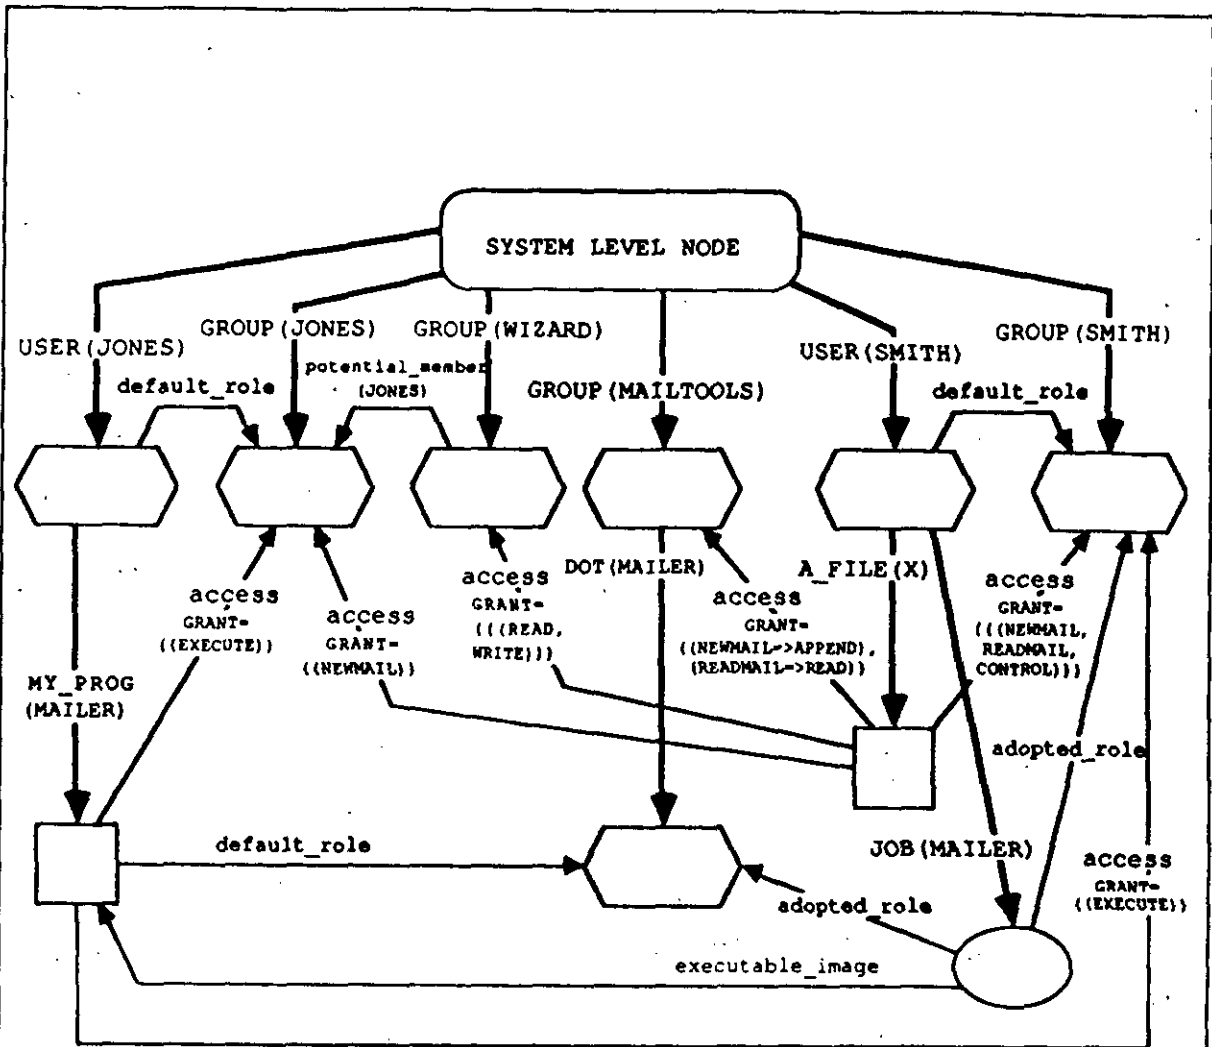 SYSTEM LEVEL NODE
USER(JONES)
GROUP(JONES)
GROUP(WIZARD)
GROUP(MAILTOOLS)
USER(SMITH)
GROUP(SMITH)
default_role
potential_member
(JONES)
default_role
access
GRANT=
((EXECUTE))
access
GRANT=
((NEWMAIL))
access
GRANT=
(((READ,
WRITE)))
DOT(MAILER)
access
GRANT=
((NEWMAIL=>APPEND),
(READMAIL=>READ))
A_FILE(X)
access
GRANT=
(((NEWMAIL,
READMAIL,
CONTROL)))
MY_PROG
(MAILER)
adopted_role
default_role
JOB(MAILER)
access
GRANT=
((EXECUTE))
adopted_role
executable_image